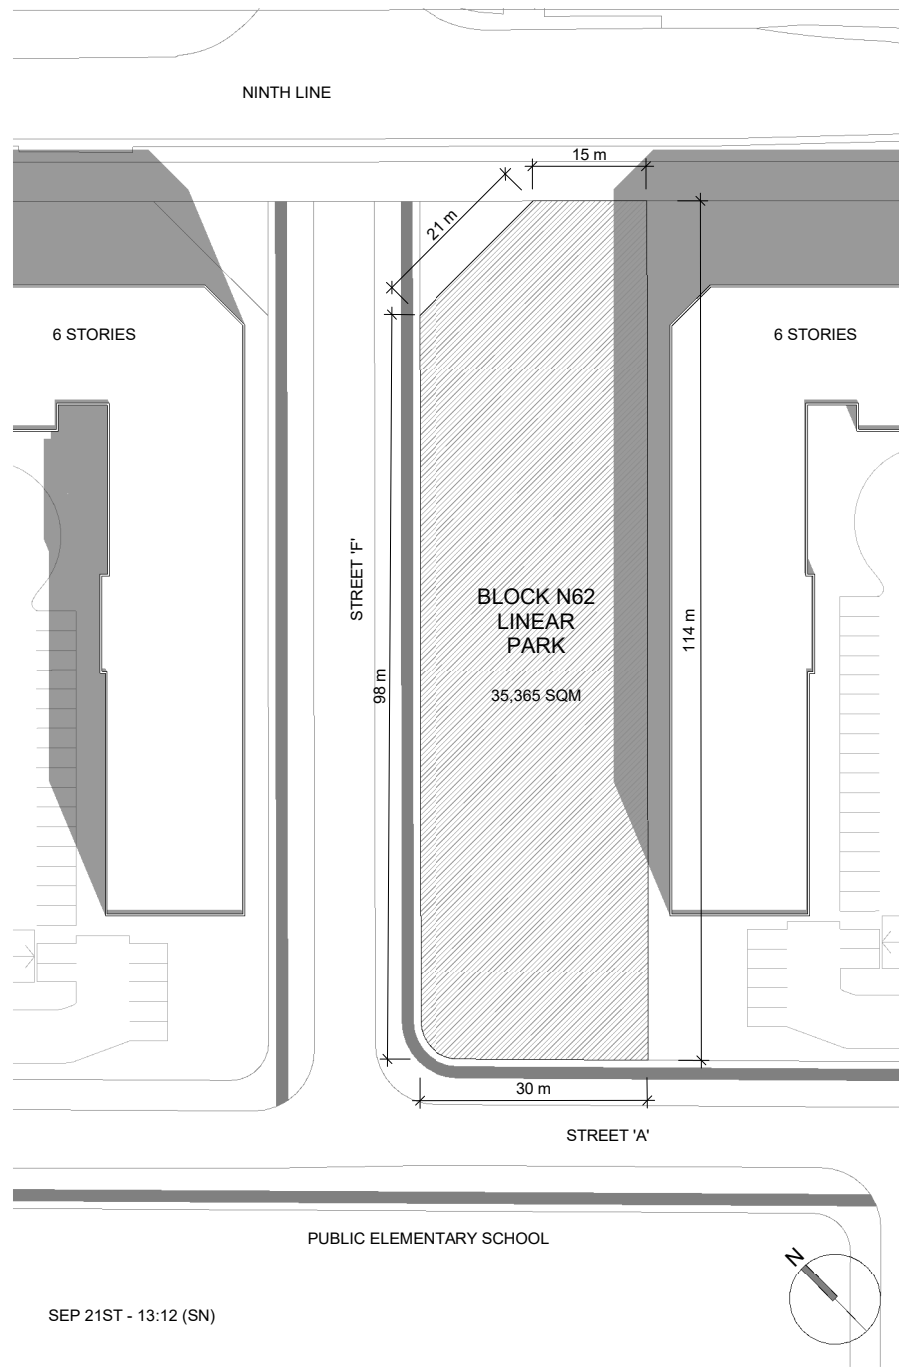 NINTH LINE
15 m
21 m
6 STORIES
6 STORIES
STREET 'F'
BLOCK N62
LINEAR
PARK
35,365 SQM
98 m
114 m
30 m
STREET 'A'
PUBLIC ELEMENTARY SCHOOL
N
SEP 21ST - 13:12 (SN)